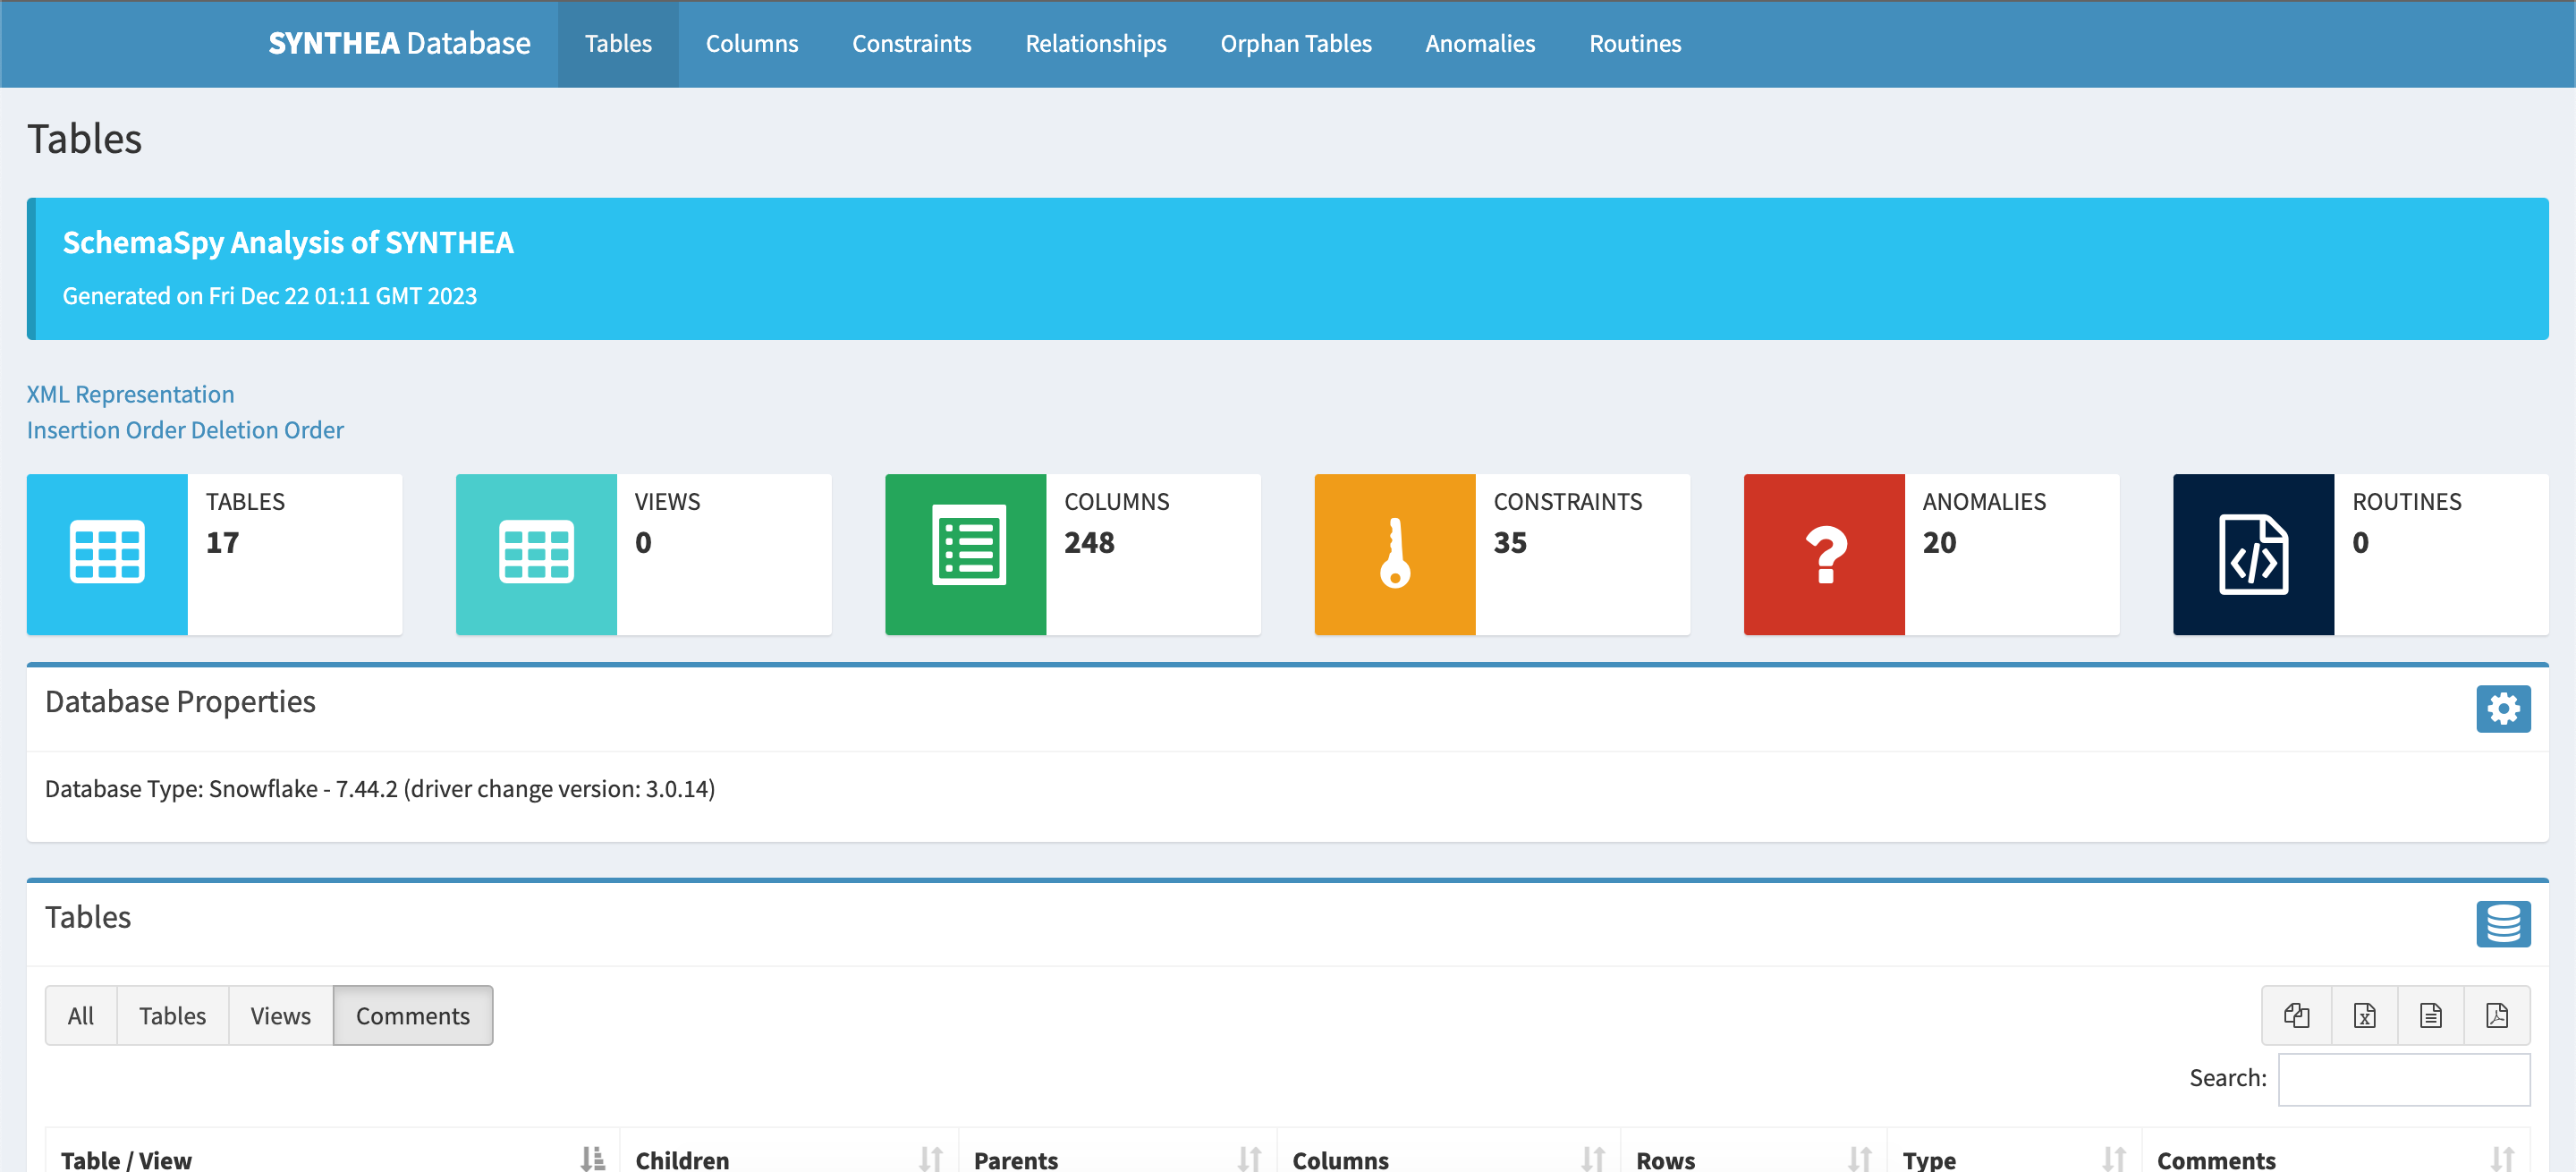 SYNTHEA Database Tables Columns Constraints Relationships Orphan Tables Anomalies Routines
Tables
SchemaSpy Analysis of SYNTHEA
Generated on Fri Dec 22 01:11 GMT 2023
XML Representation
Insertion Order Deletion Order
TABLES
17
VIEWS
0
COLUMNS
248
CONSTRAINTS
35
ANOMALIES
20
ROUTINES
0
Database Properties
Database Type: Snowflake - 7.44.2 (driver change version: 3.0.14)
Tables
All Tables Views Comments
Search:
Table / View Children Parents Columns Rows Type Comments